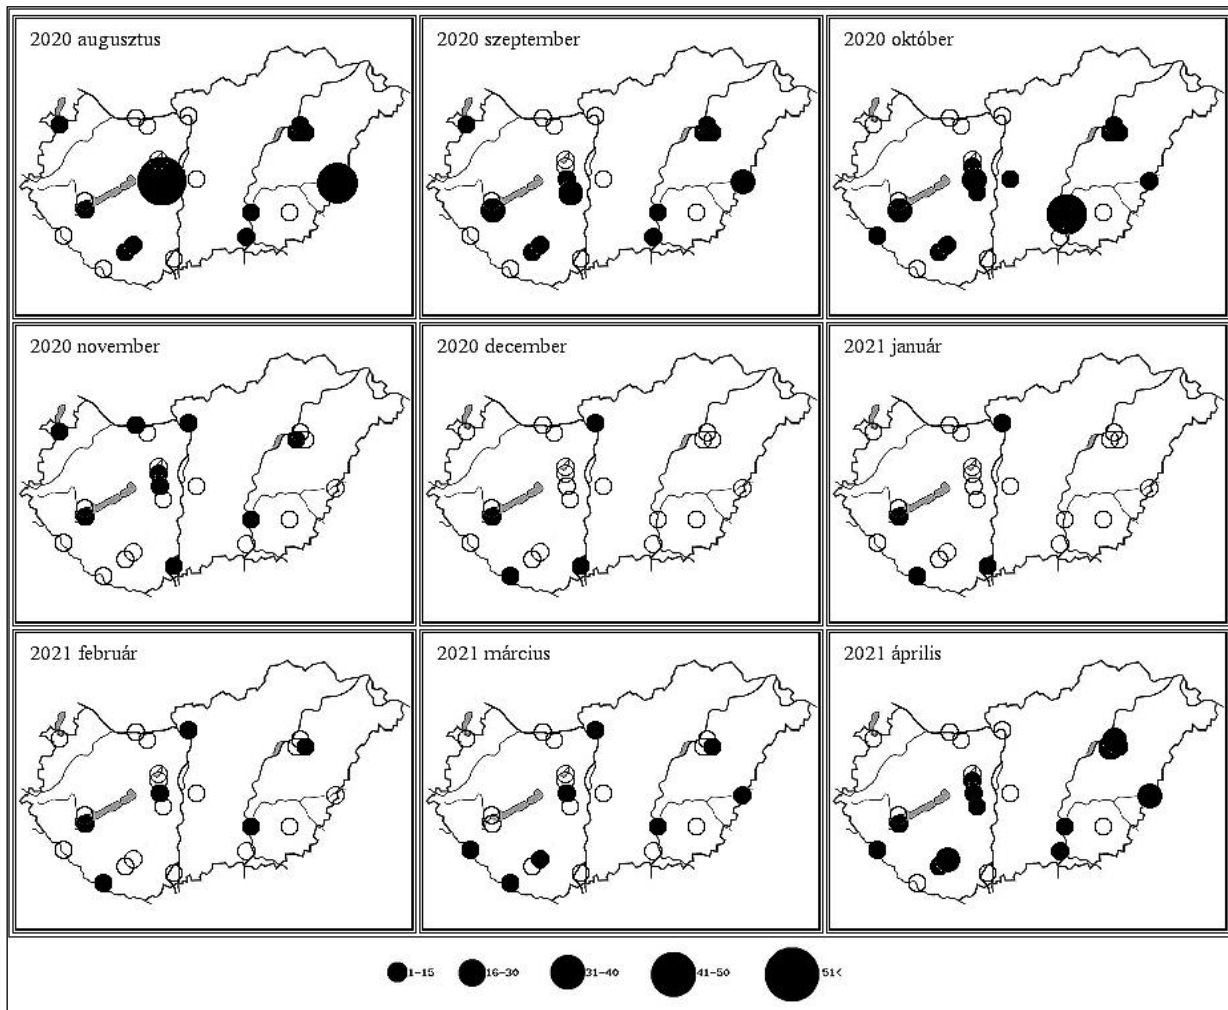 2020 augusztus
2020 szeptember
2020 október
2020 november
2020 december
2021 január
2021 február
2021 március
2021 április
1-15 16-30 31-40 41-50 51<